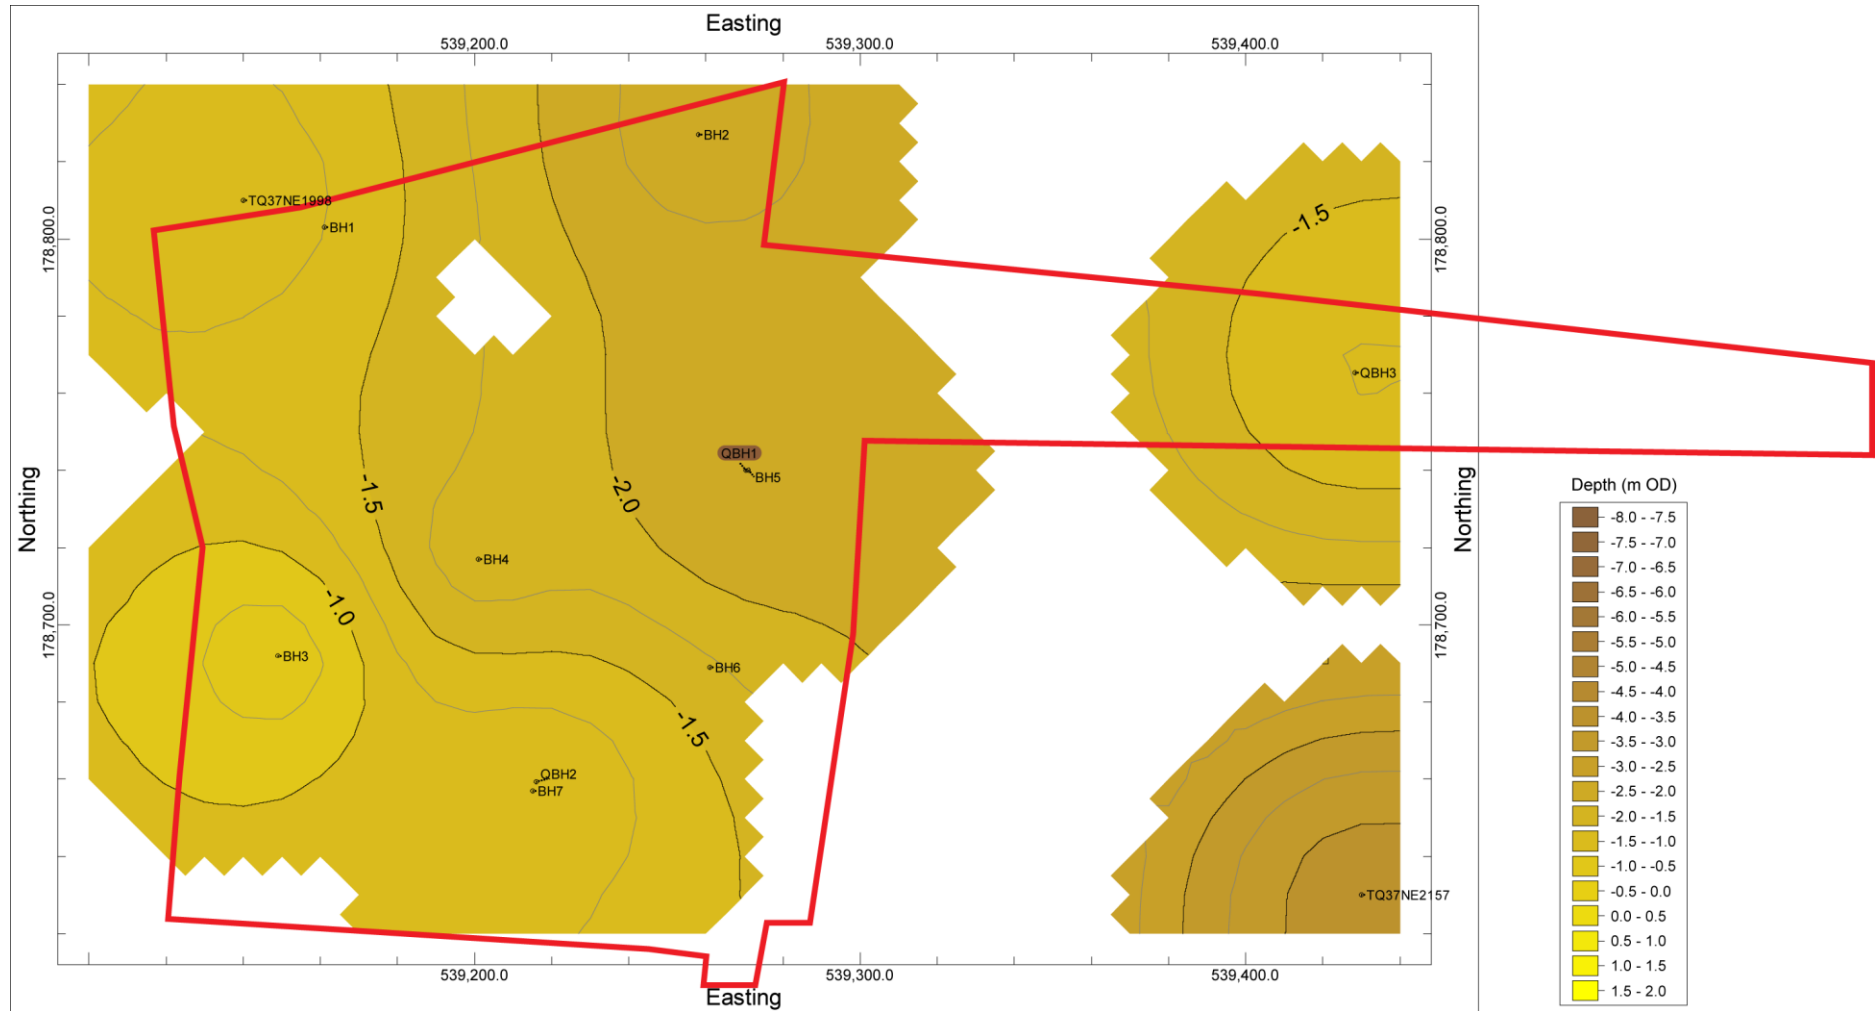 Easting
539,200.0 539,300.0 539,400.0
BH2
TQ37NE1998
BH1
-1.5
178,800.0
178,800.0
QBH3
QBH1
BH5
-1.5
-2.0
Northing
Northing
BH4
-1.0
178,700.0
178,700.0
BH3
BH6
-1.5
QBH2
BH7
TQ37NE2157
539,200.0 539,300.0 539,400.0
Easting
Depth (m OD)
-8.0 - -7.5
-7.5 - -7.0
-7.0 - -6.5
-6.5 - -6.0
-6.0 - -5.5
-5.5 - -5.0
-5.0 - -4.5
-4.5 - -4.0
-4.0 - -3.5
-3.5 - -3.0
-3.0 - -2.5
-2.5 - -2.0
-2.0 - -1.5
-1.5 - -1.0
-1.0 - -0.5
-0.5 - 0.0
0.0 - 0.5
0.5 - 1.0
1.0 - 1.5
1.5 - 2.0